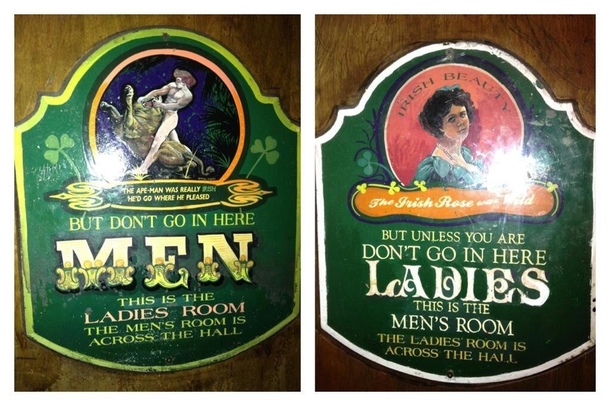 THE APE-MAN WAS REALLY IRISH
HE'D GO WHERE HE PLEASED
BUT DON'T GO IN HERE
MEN
THIS IS THE
LADIES ROOM
THE MEN'S ROOM IS
ACROSS THE HALL
IRISH BEAUTY
The Irish Rose was Wild
BUT UNLESS YOU ARE
DON'T GO IN HERE
LADIES
THIS IS THE
MEN'S ROOM
THE LADIES' ROOM IS
ACROSS THE HALL